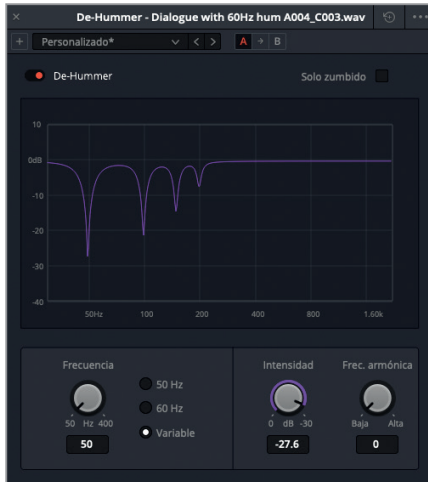 × De-Hummer - Dialogue with 60Hz hum A004_C003.wav •••
+ Personalizado* < > A → B
De-Hummer Solo zumbido
10
0dB
-10
-20
-30
-40
50Hz 100 200 400 800 1.60k
Frecuencia Intensidad Frec. armónica
50 Hz
60 Hz
50 Hz 400 0 dB -30 Baja Alta
Variable
50 -27.6 0